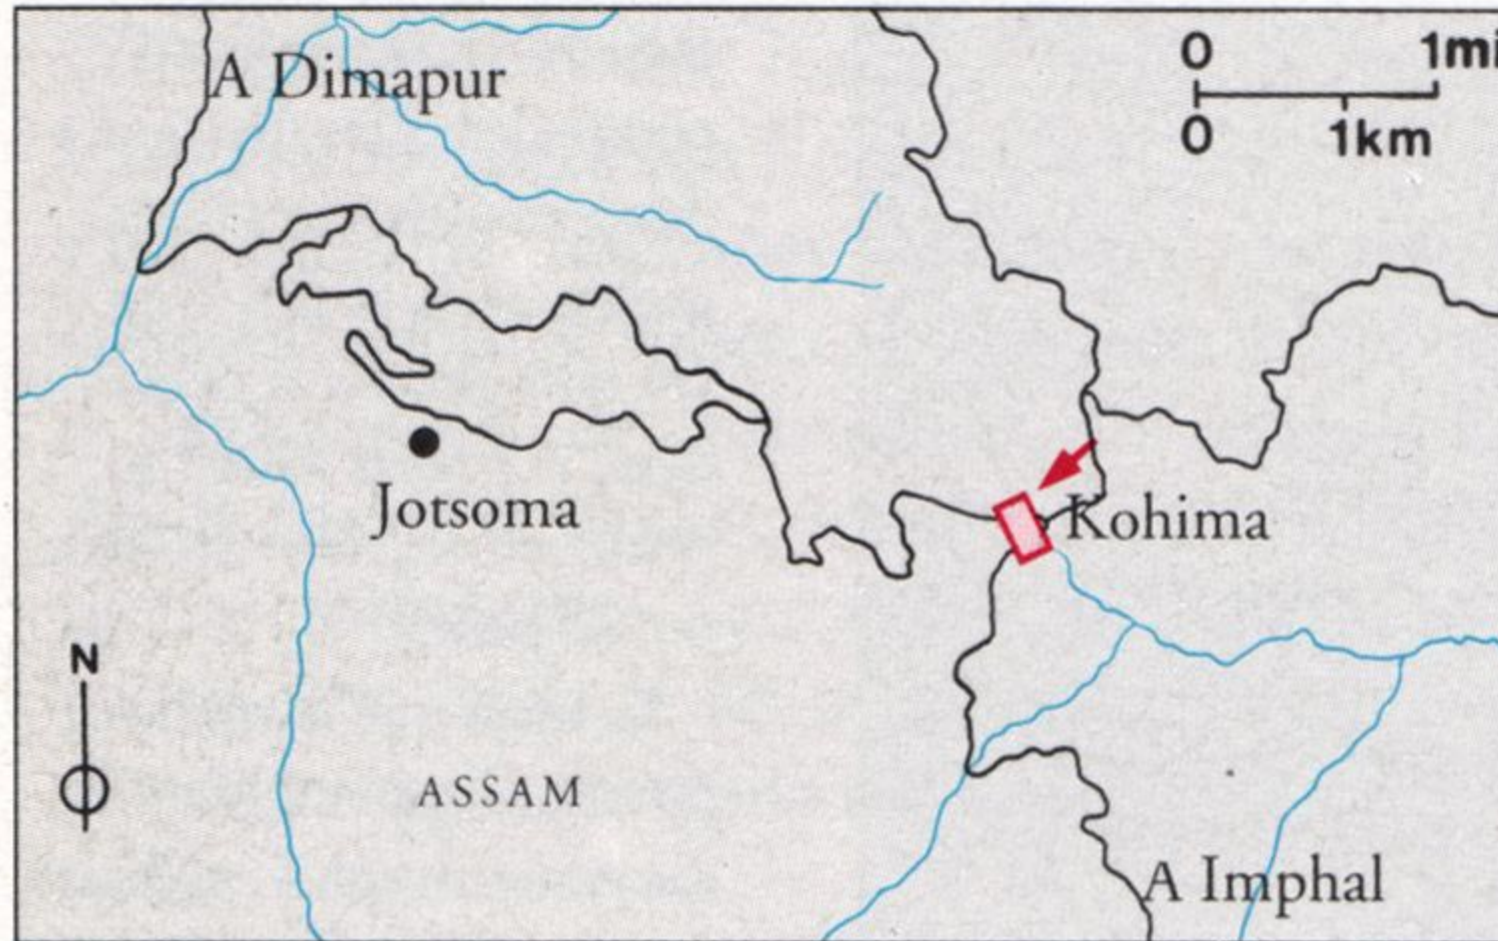 0 1mi
A Dimapur
0 1km
Jotsoma
Kohima
N
ASSAM
A Imphal